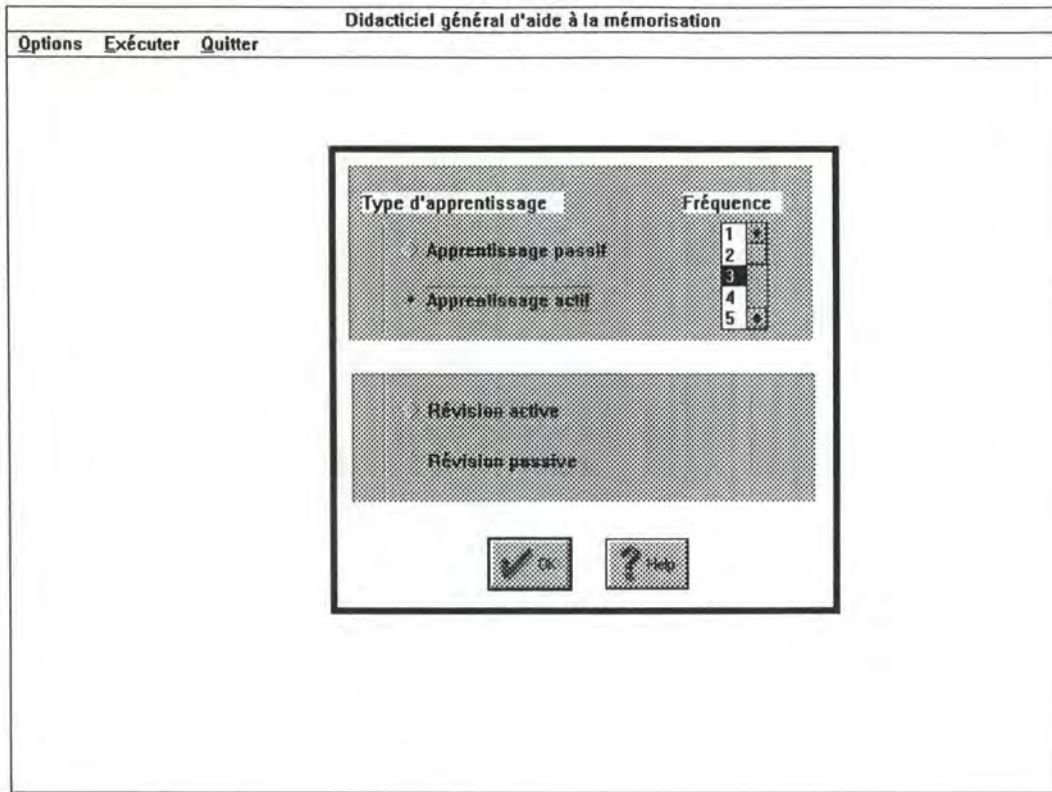 Didacticiel général d'aide à la mémorisation
Options Exécuter Quitter
Type d'apprentissage Fréquence
Apprentissage passif
Apprentissage actif
1
2
3
4
5
Révision active
Révision passive
OK ? Help